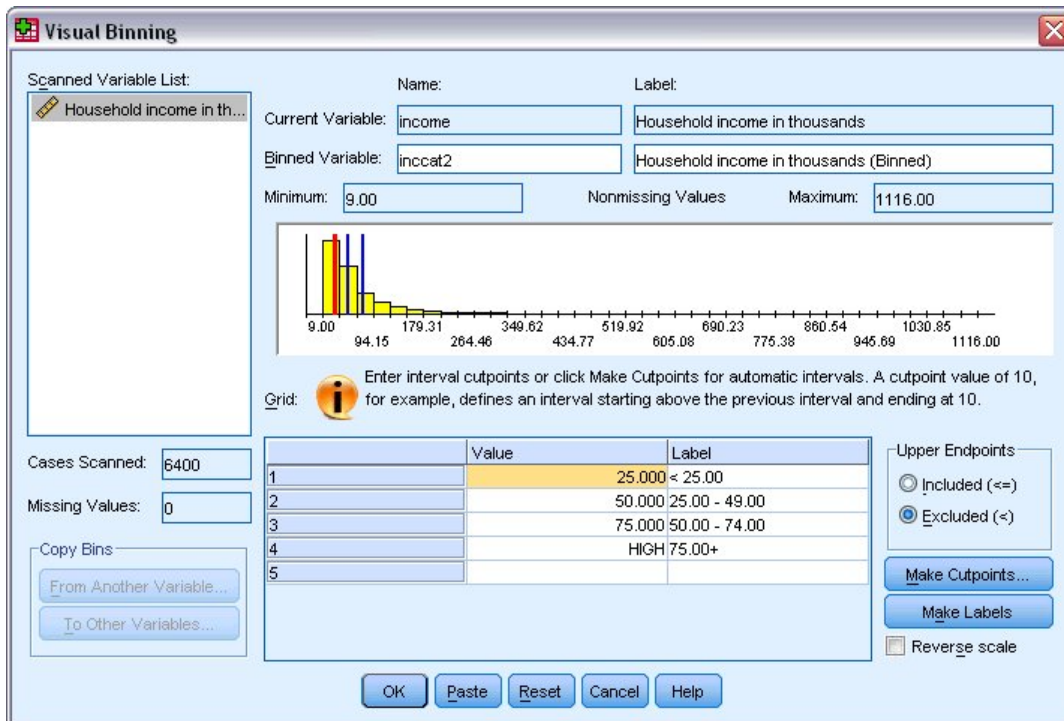 Visual Binning
Scanned Variable List:
Household income in th...
Name:
Label:
Current Variable:
income
Household income in thousands
Binned Variable:
inccat2
Household income in thousands (Binned)
Minimum:
9.00
Nonmissing Values
Maximum:
1116.00
9.00 179.31 349.62 519.92 690.23 860.54 1030.85
94.15 264.46 434.77 605.08 775.38 945.69 1116.00
Grid:
Enter interval cutpoints or click Make Cutpoints for automatic intervals. A cutpoint value of 10,
for example, defines an interval starting above the previous interval and ending at 10.
Cases Scanned:
6400
Missing Values:
0
Copy Bins
From Another Variable...
To Other Variables...
Value Label
1 25.000 < 25.00
2 50.000 25.00 - 49.00
3 75.000 50.00 - 74.00
4 HIGH 75.00+
5
Upper Endpoints
Included (<=)
Excluded (<)
Make Cutpoints...
Make Labels
Reverse scale
OK
Paste
Reset
Cancel
Help